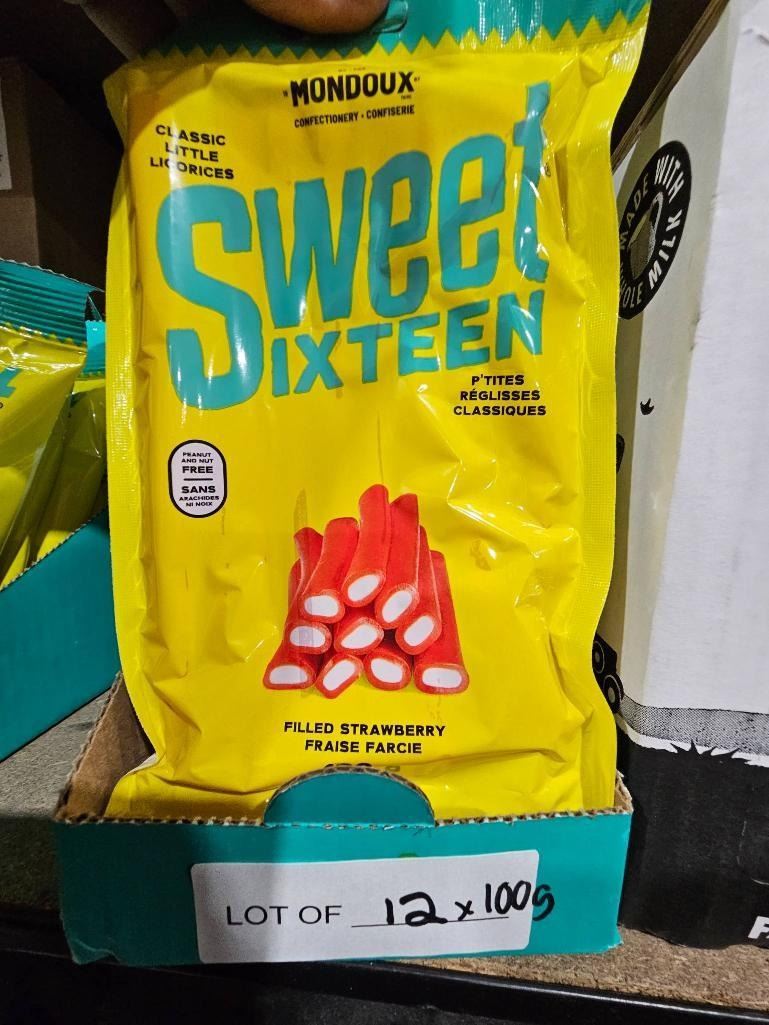 MONDOUX
CONFECTIONERY • CONFISERIE
CLASSIC
LITTLE
LICORICES
Sweet
SIXTEEN
P'TITES
RÉGLISSES
CLASSIQUES
PEANUT
AND NUT
FREE
SANS
ARACHIDES
NI NOIX
FILLED STRAWBERRY
FRAISE FARCIE
LOT OF 12 x 100g
MADE WITH
WHOLE MILK